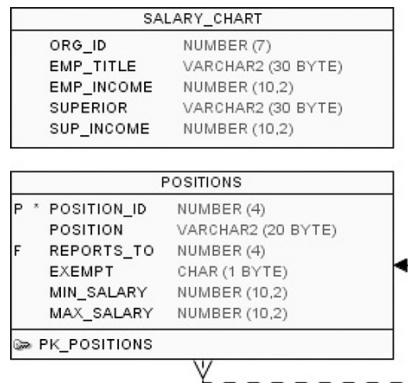 SALARY_CHART
ORG_ID NUMBER (7)
EMP_TITLE VARCHAR2 (30 BYTE)
EMP_INCOME NUMBER (10,2)
SUPERIOR VARCHAR2 (30 BYTE)
SUP_INCOME NUMBER (10,2)
POSITIONS
P * POSITION_ID NUMBER (4)
POSITION VARCHAR2 (20 BYTE)
F REPORTS_TO NUMBER (4)
EXEMPT CHAR (1 BYTE)
MIN_SALARY NUMBER (10,2)
MAX_SALARY NUMBER (10,2)
PK_POSITIONS